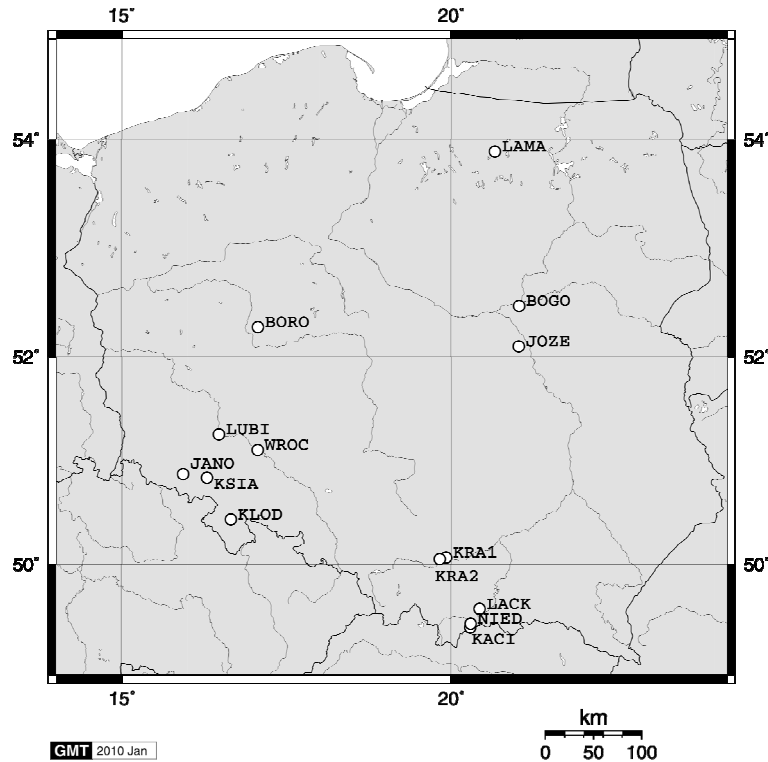 15° 20°
54° 54°
LAMA
BOGO
BORO
JOZE
52° 52°
LUBI
WROC
JANO
KSIA
KLOD
KRA1
50° 50°
KRA2
LACK
NIED
KACI
15° 20°
km
0 50 100
GMT 2010 Jan